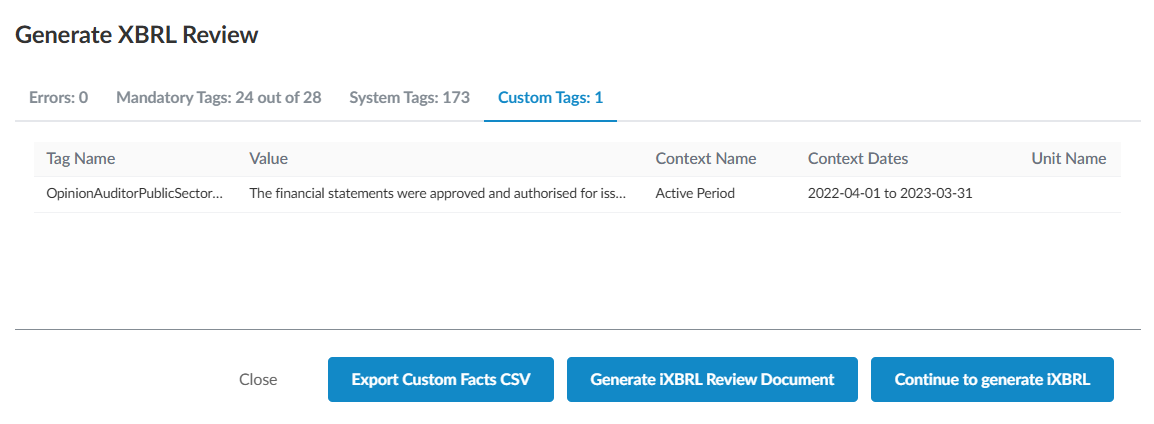 Generate XBRL Review
Errors: 0 Mandatory Tags: 24 out of 28 System Tags: 173 Custom Tags: 1
Tag Name Value Context Name Context Dates Unit Name
OpinionAuditorPublicSector... The financial statements were approved and authorised for iss... Active Period 2022-04-01 to 2023-03-31
Close Export Custom Facts CSV Generate iXBRL Review Document Continue to generate iXBRL